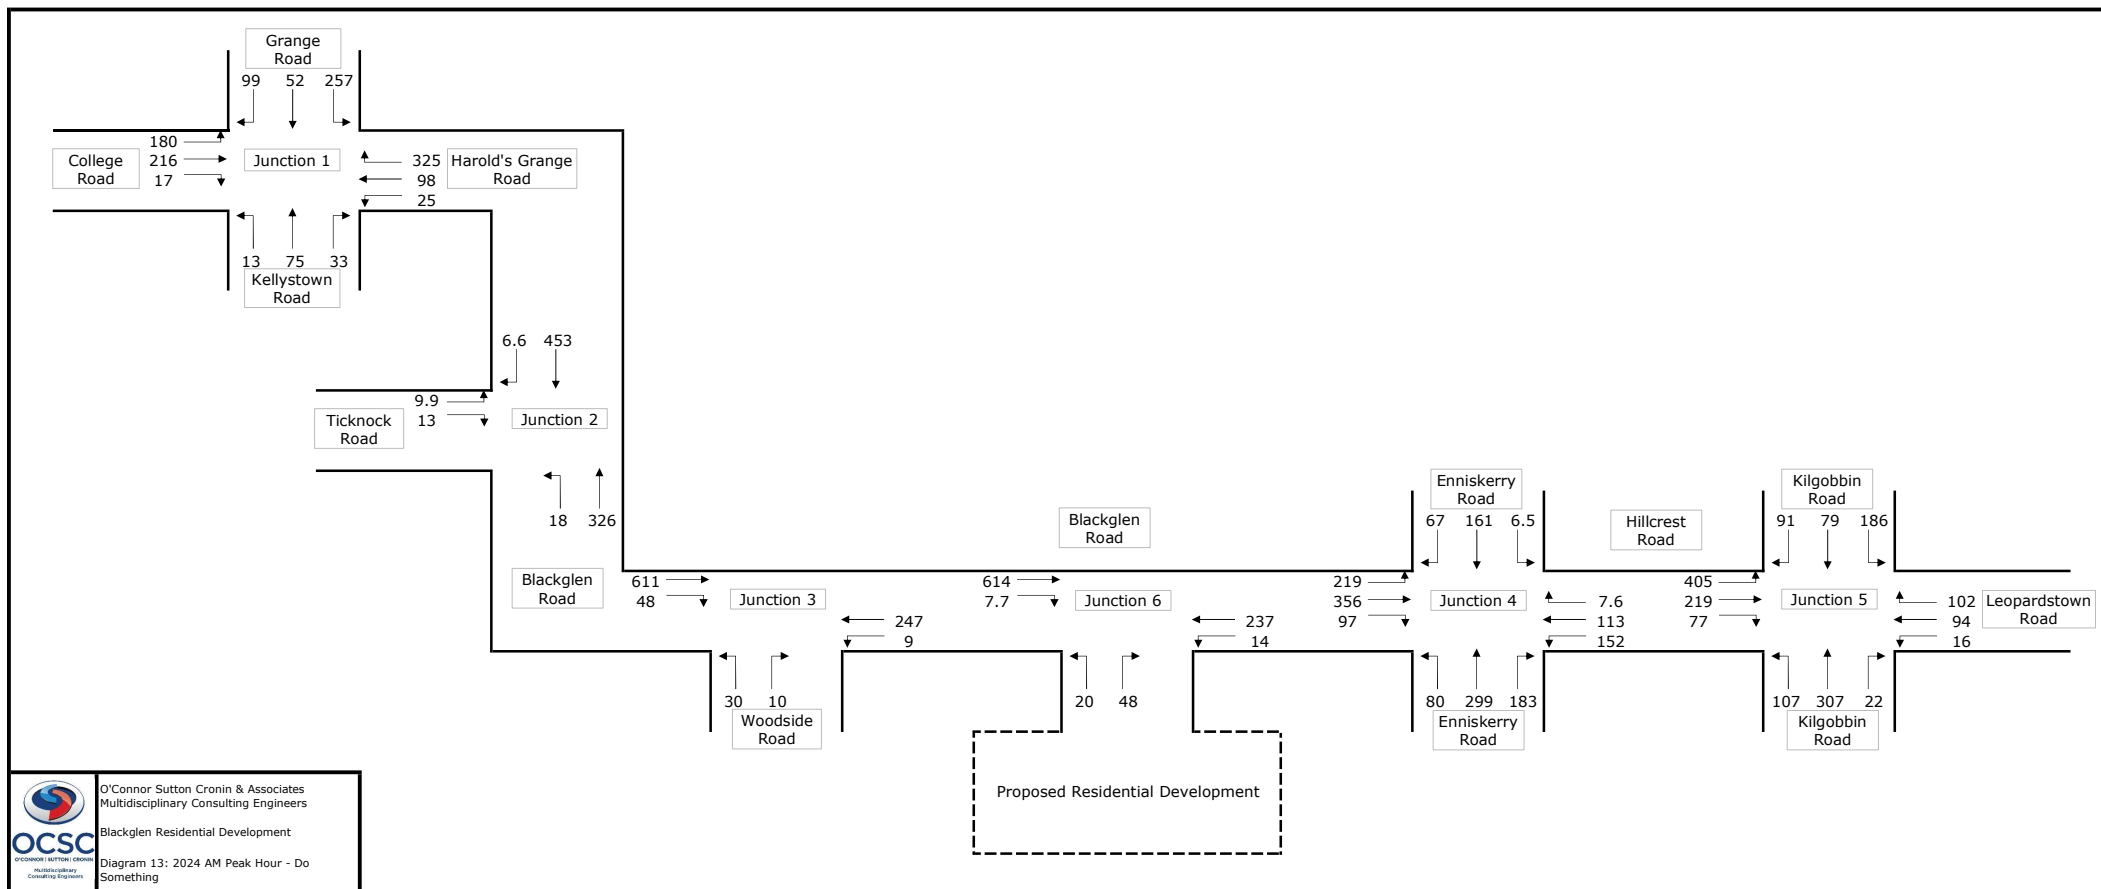 Grange
Road
99 52 257
180
216
17
College
Road
Junction 1
325
98
25
Harold's Grange
Road
13 75 33
Kellystown
Road
6.6 453
9.9
13
Ticknock
Road
Junction 2
18 326
Blackglen
Road
611
48
Junction 3
247
9
30 10
Woodside
Road
Blackglen
Road
614
7.7
Junction 6
237
14
20 48
Proposed Residential Development
Enniskerry
Road
67 161 6.5
219
356
97
Junction 4
7.6
113
152
80 299 183
Enniskerry
Road
Hillcrest
Road
Kilgobbin
Road
91 79 186
405
219
77
Junction 5
102
94
16
Leopardstown
Road
107 307 22
Kilgobbin
Road
OCSC
O'CONNOR | SUTTON | CRONIN
Multidisciplinary
Consulting Engineers
O'Connor Sutton Cronin & Associates
Multidisciplinary Consulting Engineers
Blackglen Residential Development
Diagram 13: 2024 AM Peak Hour - Do
Something